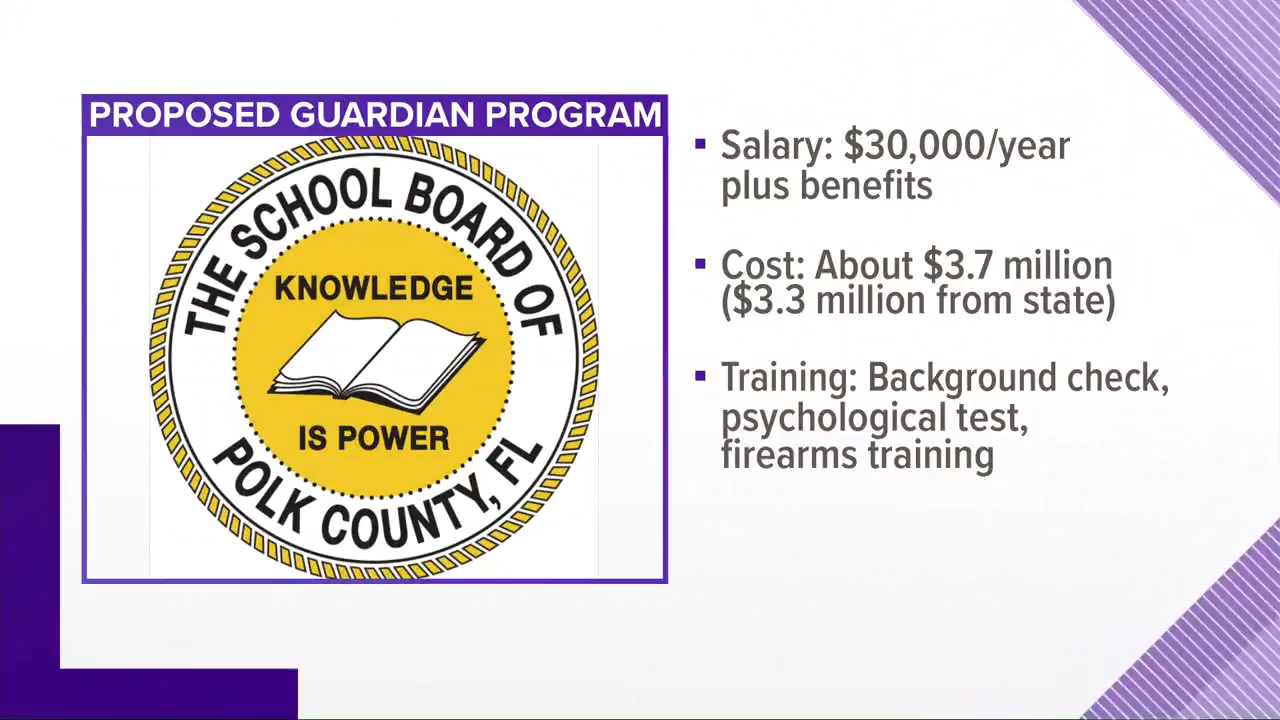 PROPOSED GUARDIAN PROGRAM
THE SCHOOL BOARD OF
KNOWLEDGE
IS POWER
POLK COUNTY, FL
▪ Salary: $30,000/year
plus benefits
▪ Cost: About $3.7 million
($3.3 million from state)
▪ Training: Background check,
psychological test,
firearms training